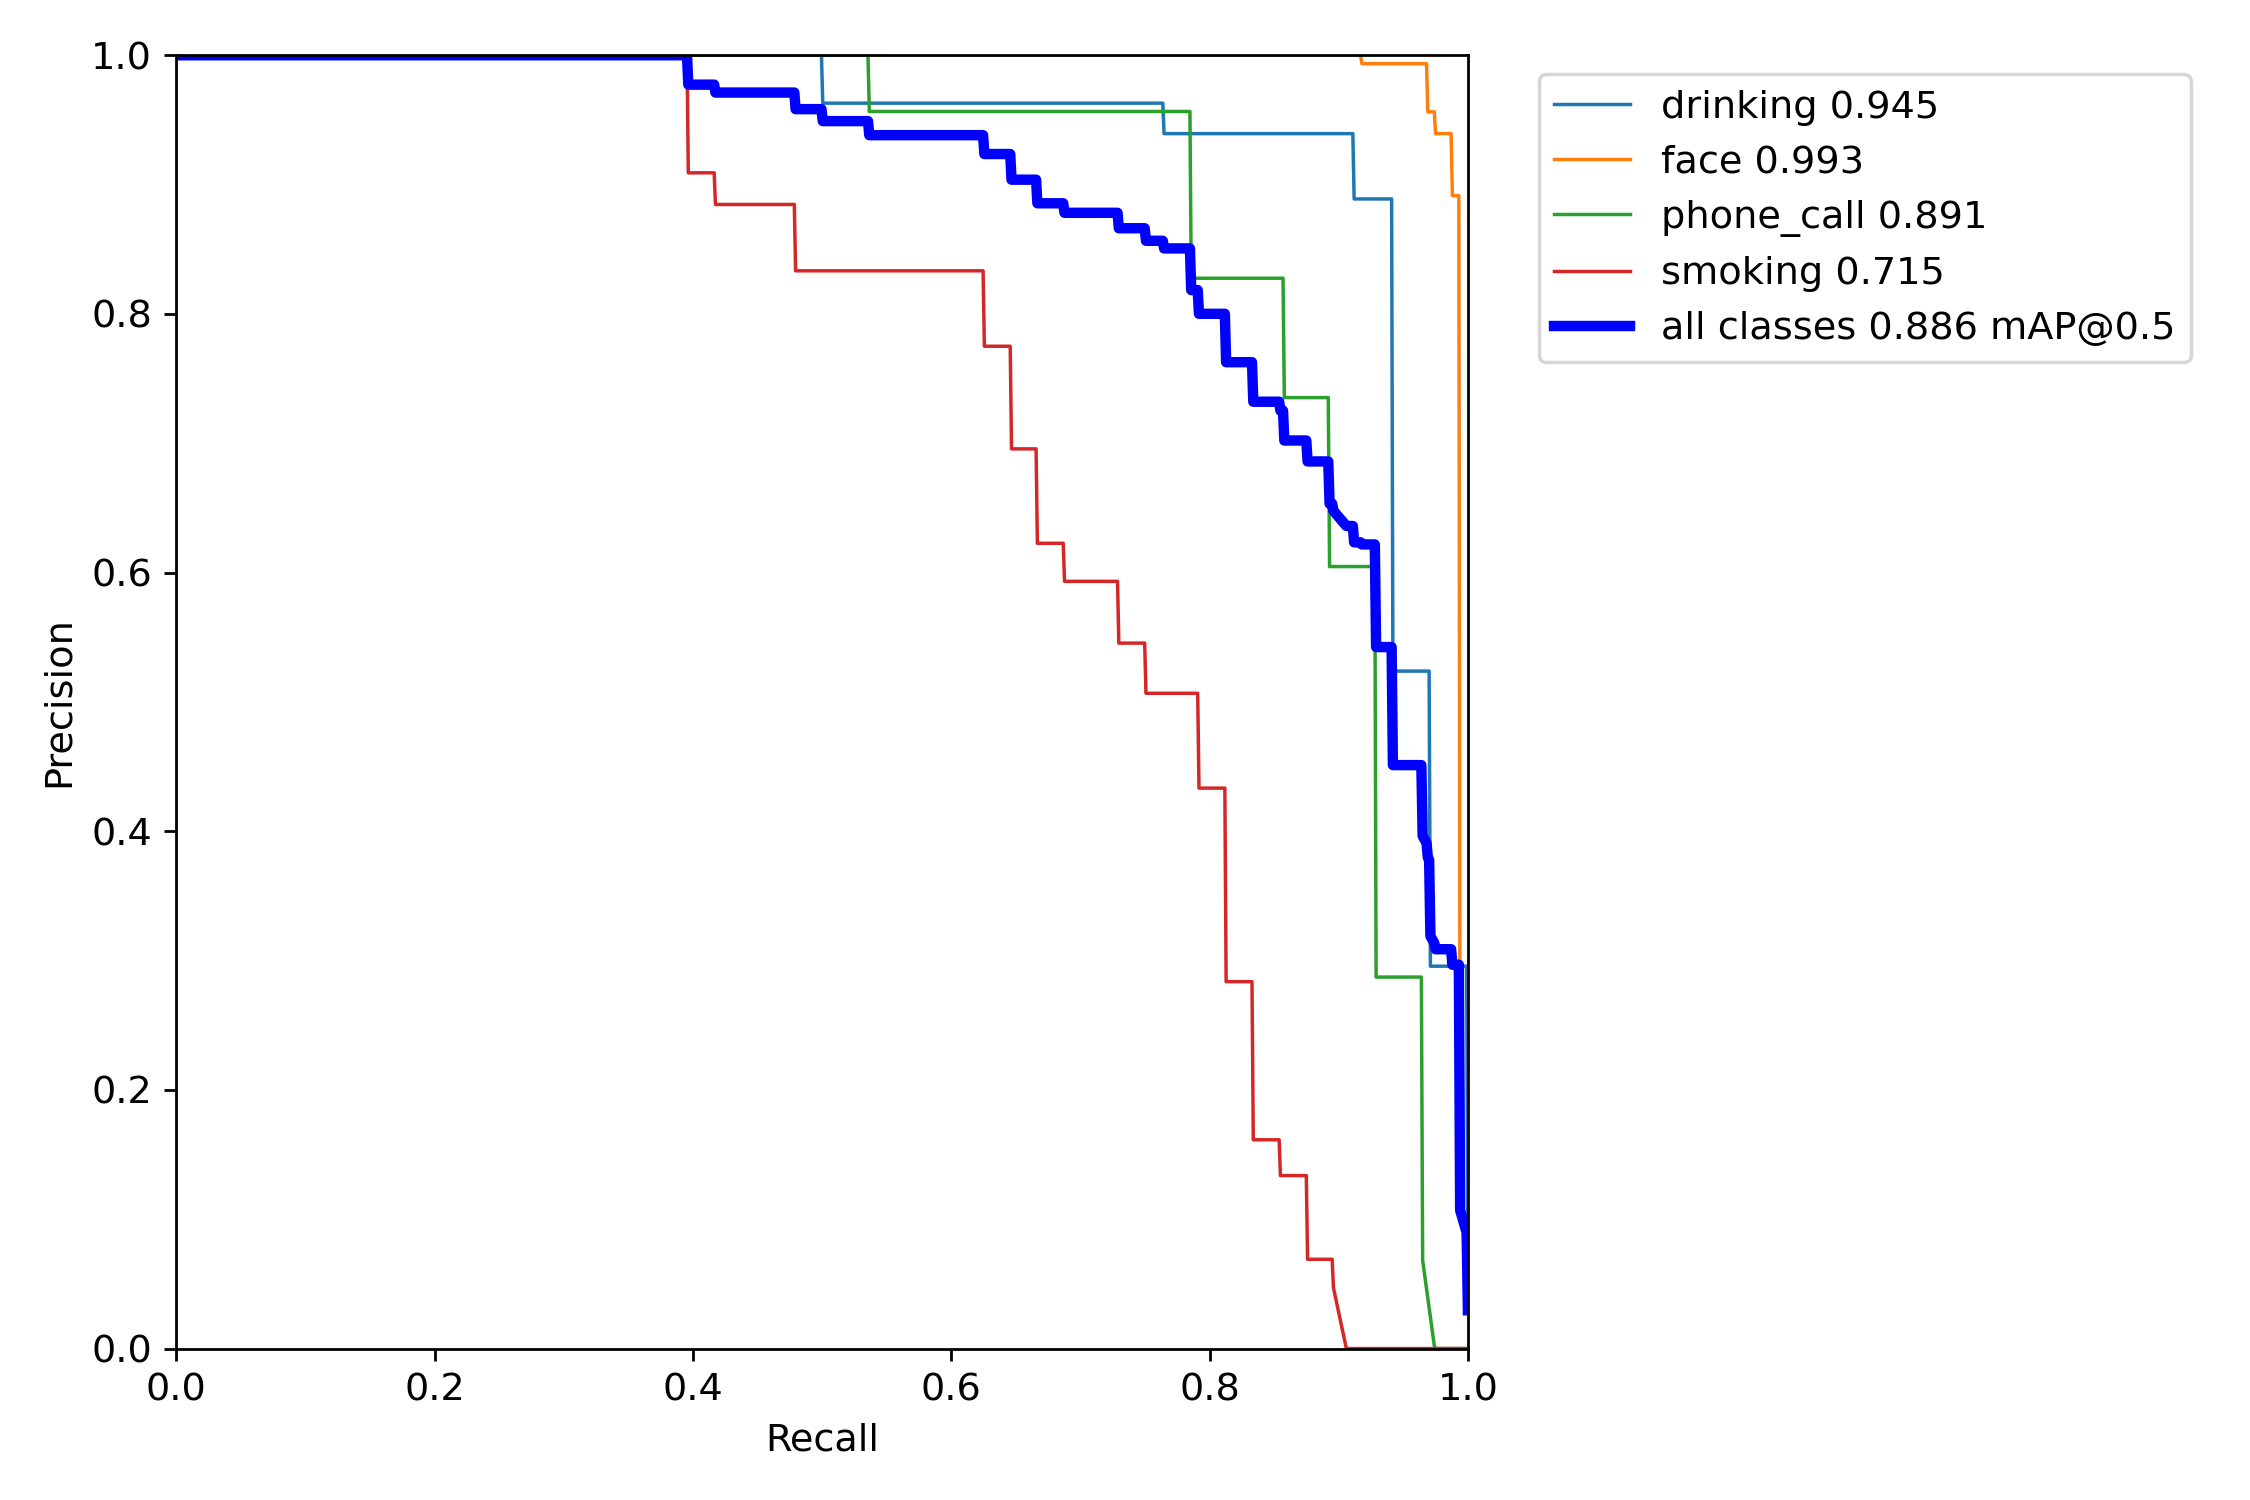 1.0
0.8
0.6
0.4
0.2
0.0
Precision
0.0 0.2 0.4 0.6 0.8 1.0
Recall
drinking 0.945
face 0.993
phone_call 0.891
smoking 0.715
all classes 0.886 mAP@0.5